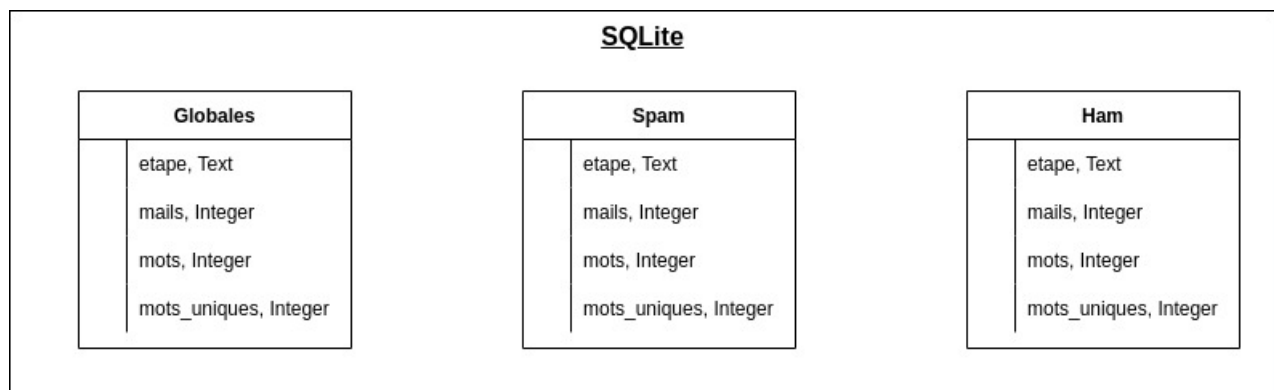 SQLite
Globales
etape, Text
mails, Integer
mots, Integer
mots_uniques, Integer
Spam
etape, Text
mails, Integer
mots, Integer
mots_uniques, Integer
Ham
etape, Text
mails, Integer
mots, Integer
mots_uniques, Integer